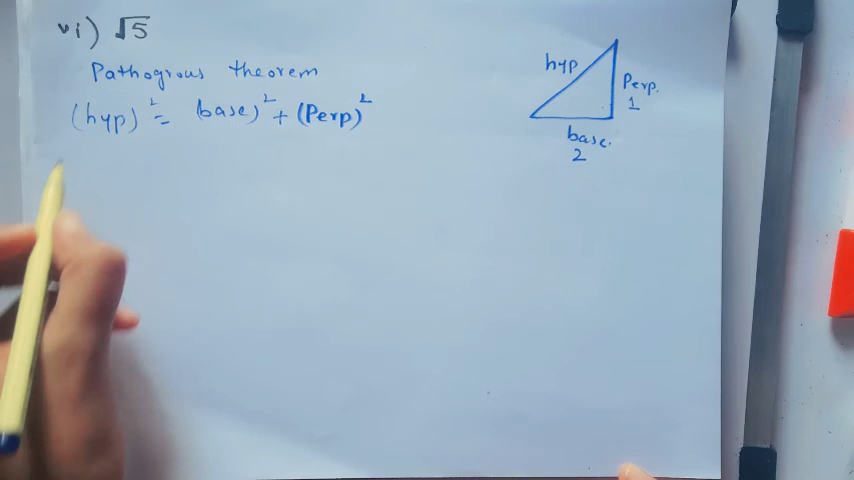 vi) √5
Pathogrous theorem
(hyp)² = (base)² + (Perp)²
hyp
Perp.
1
base.
2